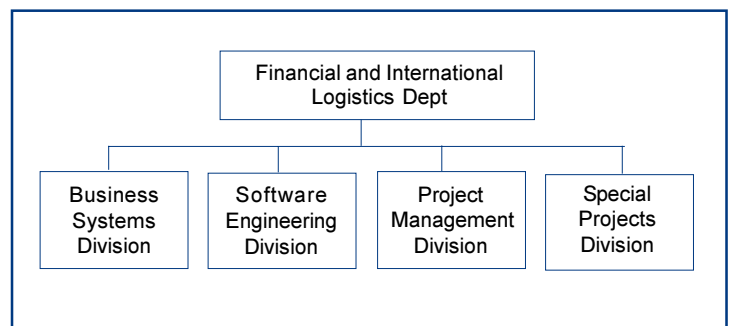 Financial and International
Logistics Dept
Business
Systems
Division
Software
Engineering
Division
Project
Management
Division
Special
Projects
Division